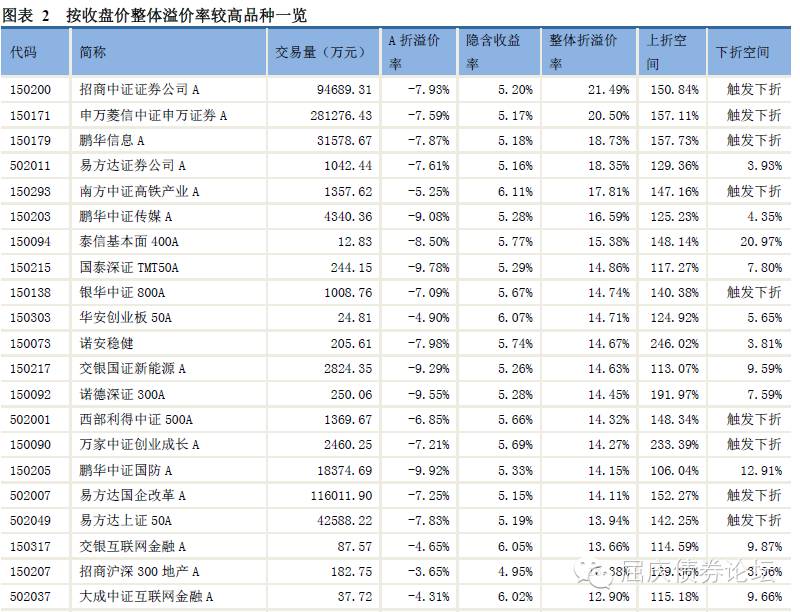 图表 2 按收盘价整体溢价率较高品种一览
代码 简称 交易量（万元） A 折溢价率 隐含收益率 整体折溢价率 上折空间 下折空间
150200 招商中证证券公司 A 94689.31 -7.93% 5.20% 21.49% 150.84% 触发下折
150171 申万菱信中证申万证券 A 281276.43 -7.59% 5.17% 20.50% 157.11% 触发下折
150179 鹏华信息 A 31578.67 -7.87% 5.18% 18.73% 157.73% 触发下折
502011 易方达证券公司 A 1042.44 -7.61% 5.16% 18.35% 129.36% 3.93%
150293 南方中证高铁产业 A 1357.62 -5.25% 6.11% 17.81% 147.16% 触发下折
150203 鹏华中证传媒 A 4340.36 -9.08% 5.28% 16.59% 125.23% 4.35%
150094 泰信基本面 400A 12.83 -8.50% 5.77% 15.38% 148.14% 20.97%
150215 国泰深证 TMT50A 244.15 -9.78% 5.29% 14.86% 117.27% 7.80%
150138 银华中证 800A 1008.76 -7.09% 5.67% 14.74% 140.38% 触发下折
150303 华安创业板 50A 24.81 -4.90% 6.07% 14.71% 124.92% 5.65%
150073 诺安稳健 205.61 -7.98% 5.74% 14.67% 246.02% 3.81%
150217 交银国证新能源 A 2824.35 -9.29% 5.26% 14.63% 113.07% 9.59%
150092 诺德深证 300A 250.06 -9.55% 5.28% 14.45% 191.97% 7.59%
502001 西部利得中证 500A 1369.67 -6.85% 5.66% 14.32% 148.34% 触发下折
150090 万家中证创业成长 A 2460.25 -7.21% 5.69% 14.27% 233.39% 触发下折
150205 鹏华中证国防 A 18374.69 -9.92% 5.33% 14.15% 106.04% 12.91%
502007 易方达国企改革 A 116011.90 -7.25% 5.15% 14.11% 152.27% 触发下折
502049 易方达上证 50A 42588.22 -7.83% 5.19% 13.94% 142.25% 触发下折
150317 交银互联网金融 A 87.57 -4.65% 6.05% 13.66% 114.59% 9.87%
150207 招商沪深 300 地产 A 182.75 -3.65% 4.95%
502037 大成中证互联网金融 A 37.72 -4.31% 6.02% 12.90% 115.18% 9.66%
屈庆债券论坛